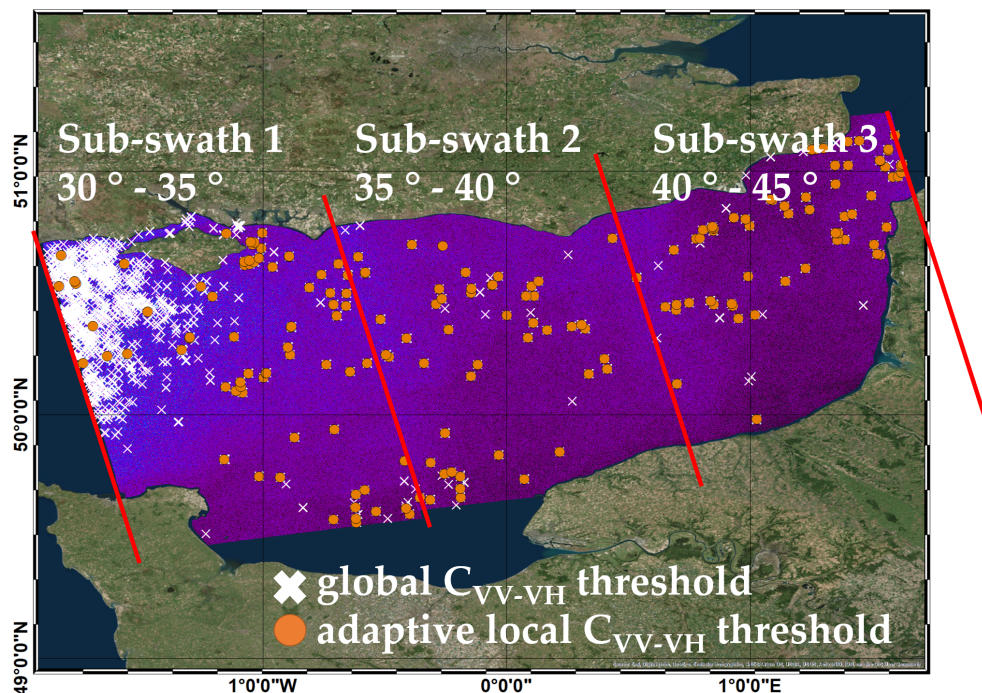 Sub-swath 1
30 ° - 35 °
Sub-swath 2
35 ° - 40 °
Sub-swath 3
40 ° - 45 °
51°0'0"N
50°0'0"N
49°0'0"N
global C_VV-VH threshold
adaptive local C_VV-VH threshold
1°0'0"W
0°0'0"
1°0'0"E